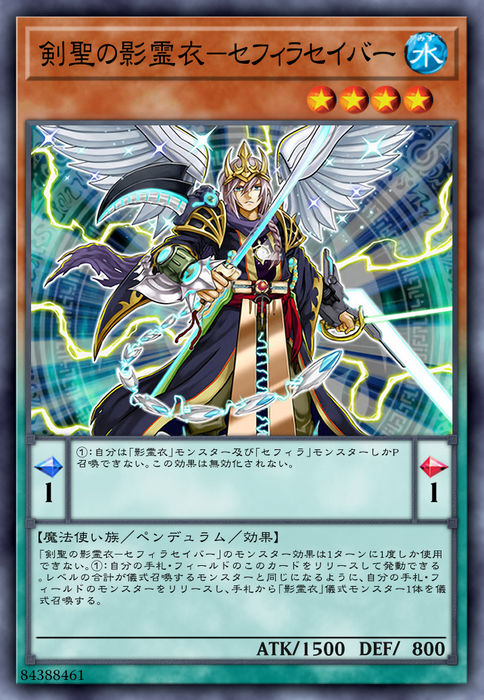 剣聖の影霊衣－セフィラセイバー
みず
水
①:自分は「影霊衣」モンスター及び「セフィラ」モンスターしかP
召喚できない。この効果は無効化されない。
1
1
【魔法使い族／ペンデュラム／効果】
「剣聖の影霊衣－セフィラセイバー」のモンスター効果は1ターンに1度しか使用
できない。①:自分の手札・フィールドのこのカードをリリースして発動できる
。レベルの合計が儀式召喚するモンスターと同じになるように、自分の手札・フ
ィールドのモンスターをリリースし、手札から「影霊衣」儀式モンスター1体を儀
式召喚する。
ATK/1500 DEF/ 800
84388461